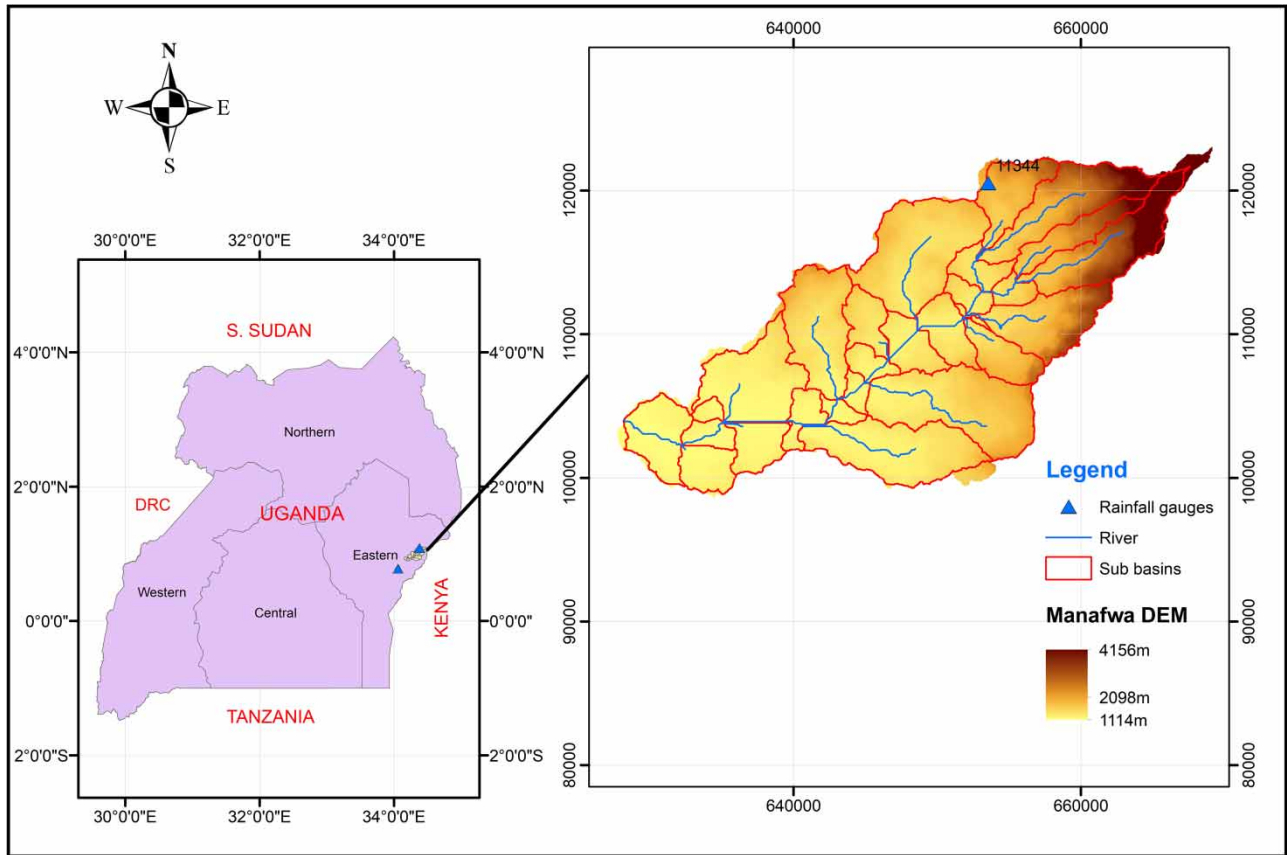 N
W
E
S
30°0'0"E
32°0'0"E
34°0'0"E
4°0'0"N
2°0'0"N
0°0'0"
2°0'0"S
4°0'0"N
2°0'0"N
0°0'0"
2°0'0"S
30°0'0"E
32°0'0"E
34°0'0"E
S. SUDAN
Northern
DRC
UGANDA
Eastern
Western
Central
KENYA
TANZANIA
640000
660000
120000
110000
100000
90000
80000
120000
110000
100000
90000
80000
640000
660000
11344
Legend
Rainfall gauges
River
Sub basins
Manafwa DEM
4156m
2098m
1114m